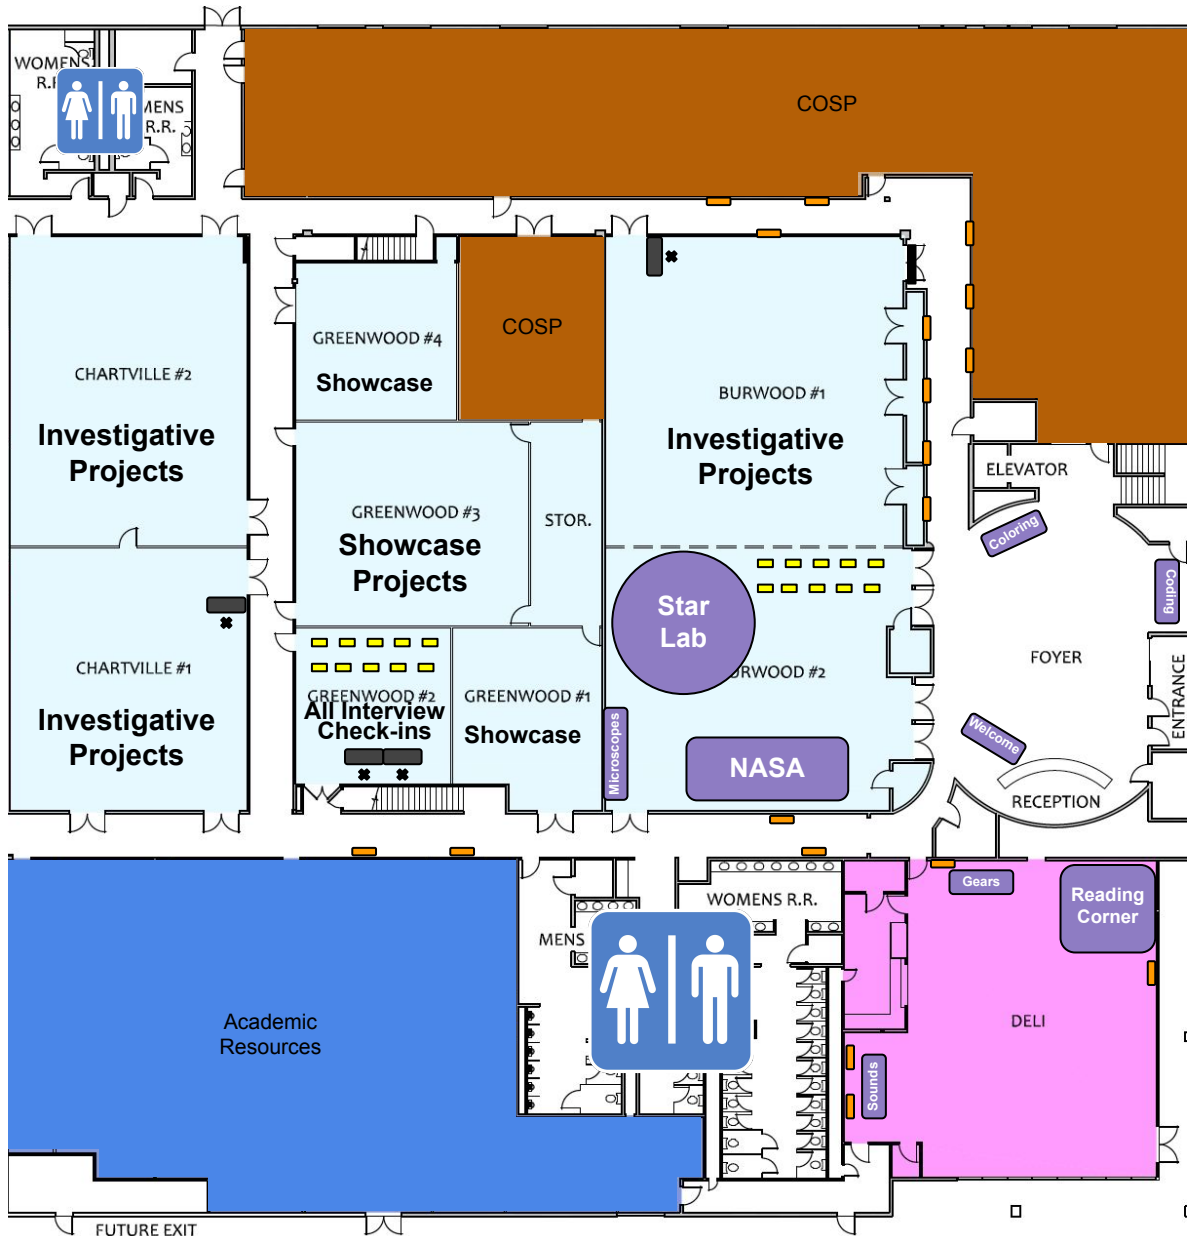 WOMENS
R.R.
MENS
R.R.
COSP
CHARTVILLE #2
Investigative
Projects
GREENWOOD #4
Showcase
COSP
BURWOOD #1
Investigative
Projects
ELEVATOR
Coloring
Coding
GREENWOOD #3
Showcase
Projects
STOR.
Star
Lab
FOYER
ENTRANCE
CHARTVILLE #1
Investigative
Projects
GREENWOOD #2
All Interview
Check-ins
GREENWOOD #1
Showcase
Microscopes
BURWOOD #2
NASA
Welcome
RECEPTION
Gears
Reading
Corner
WOMENS R.R.
MENS
Academic
Resources
DELI
Sounds
FUTURE EXIT